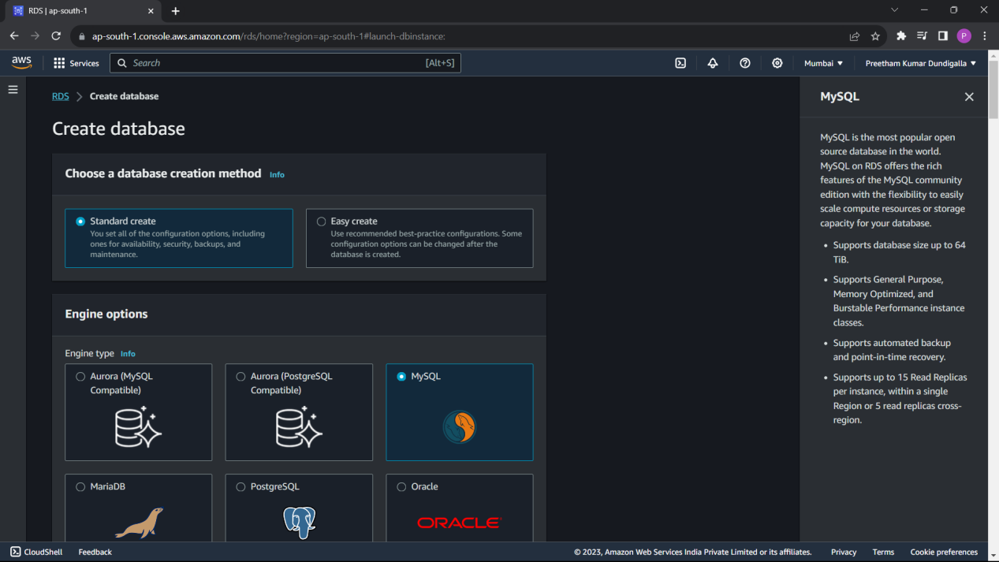 RDS | ap-south-1
ap-south-1.console.aws.amazon.com/rds/home?region=ap-south-1#launch-dbinstance:
P
aws
Services
Search
[Alt+S]
Mumbai
Preetham Kumar Dundigalla
RDS
Create database
Create database
Choose a database creation method Info
Standard create
You set all of the configuration options, including
ones for availability, security, backups, and
maintenance.
Easy create
Use recommended best-practice configurations. Some
configuration options can be changed after the
database is created.
Engine options
Engine type Info
Aurora (MySQL
Compatible)
Aurora (PostgreSQL
Compatible)
MySQL
MariaDB
PostgreSQL
Oracle
ORACLE
MySQL
MySQL is the most popular open
source database in the world.
MySQL on RDS offers the rich
features of the MySQL community
edition with the flexibility to easily
scale compute resources or storage
capacity for your database.
• Supports database size up to 64
TiB.
• Supports General Purpose,
Memory Optimized, and
Burstable Performance instance
classes.
• Supports automated backup
and point-in-time recovery.
• Supports up to 15 Read Replicas
per instance, within a single
Region or 5 read replicas cross-
region.
CloudShell
Feedback
© 2023, Amazon Web Services India Private Limited or its affiliates.
Privacy
Terms
Cookie preferences